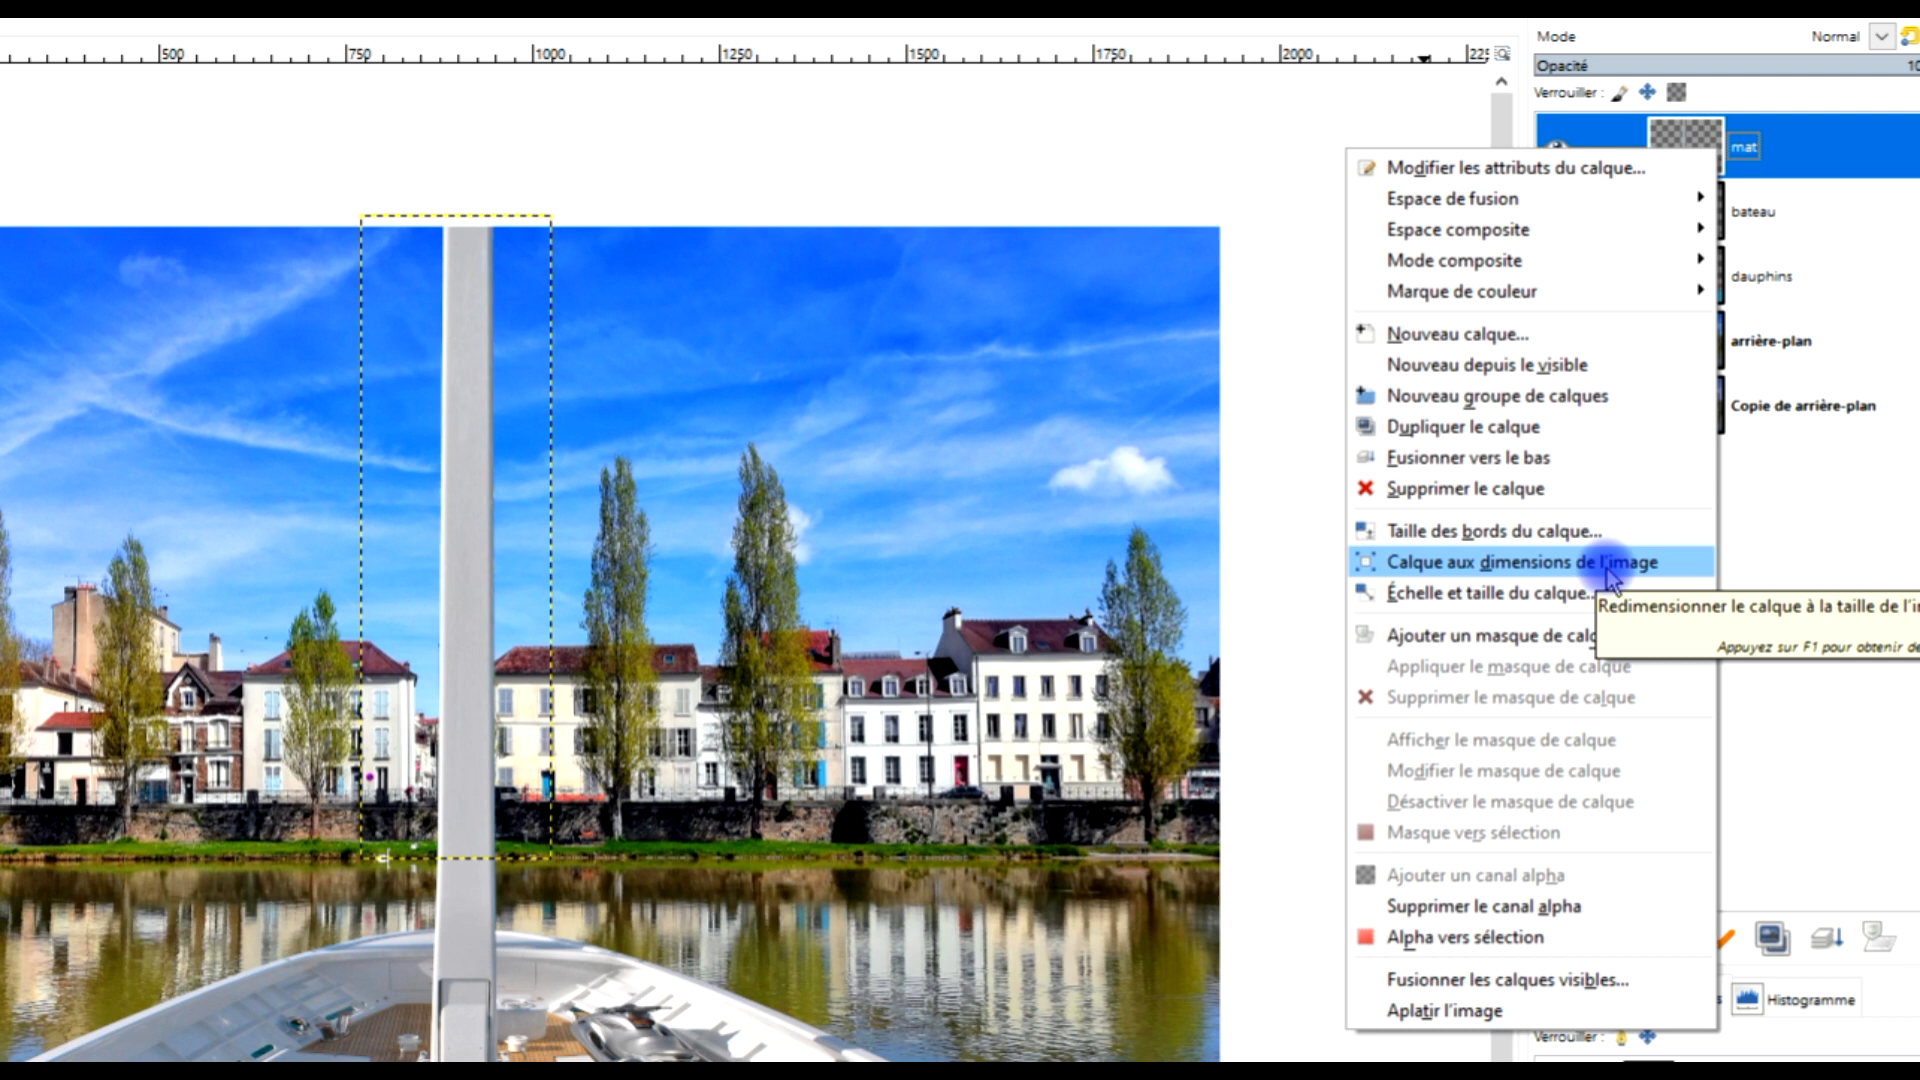 500 750 1000 1250 1500 1750 2000 225
Mode Normal
Opacité 10
Verrouiller :
mat
bateau
dauphins
arrière-plan
Copie de arrière-plan
Modifier les attributs du calque...
Espace de fusion
Espace composite
Mode composite
Marque de couleur
Nouveau calque...
Nouveau depuis le visible
Nouveau groupe de calques
Dupliquer le calque
Fusionner vers le bas
Supprimer le calque
Taille des bords du calque...
Calque aux dimensions de l'image
Échelle et taille du calque...
Redimensionner le calque à la taille de l'i
Appuyez sur F1 pour obtenir de
Ajouter un masque de calq
Appliquer le masque de calque
Supprimer le masque de calque
Afficher le masque de calque
Modifier le masque de calque
Désactiver le masque de calque
Masque vers sélection
Ajouter un canal alpha
Supprimer le canal alpha
Alpha vers sélection
Fusionner les calques visibles...
Aplatir l'image
s Histogramme
Verrouiller :